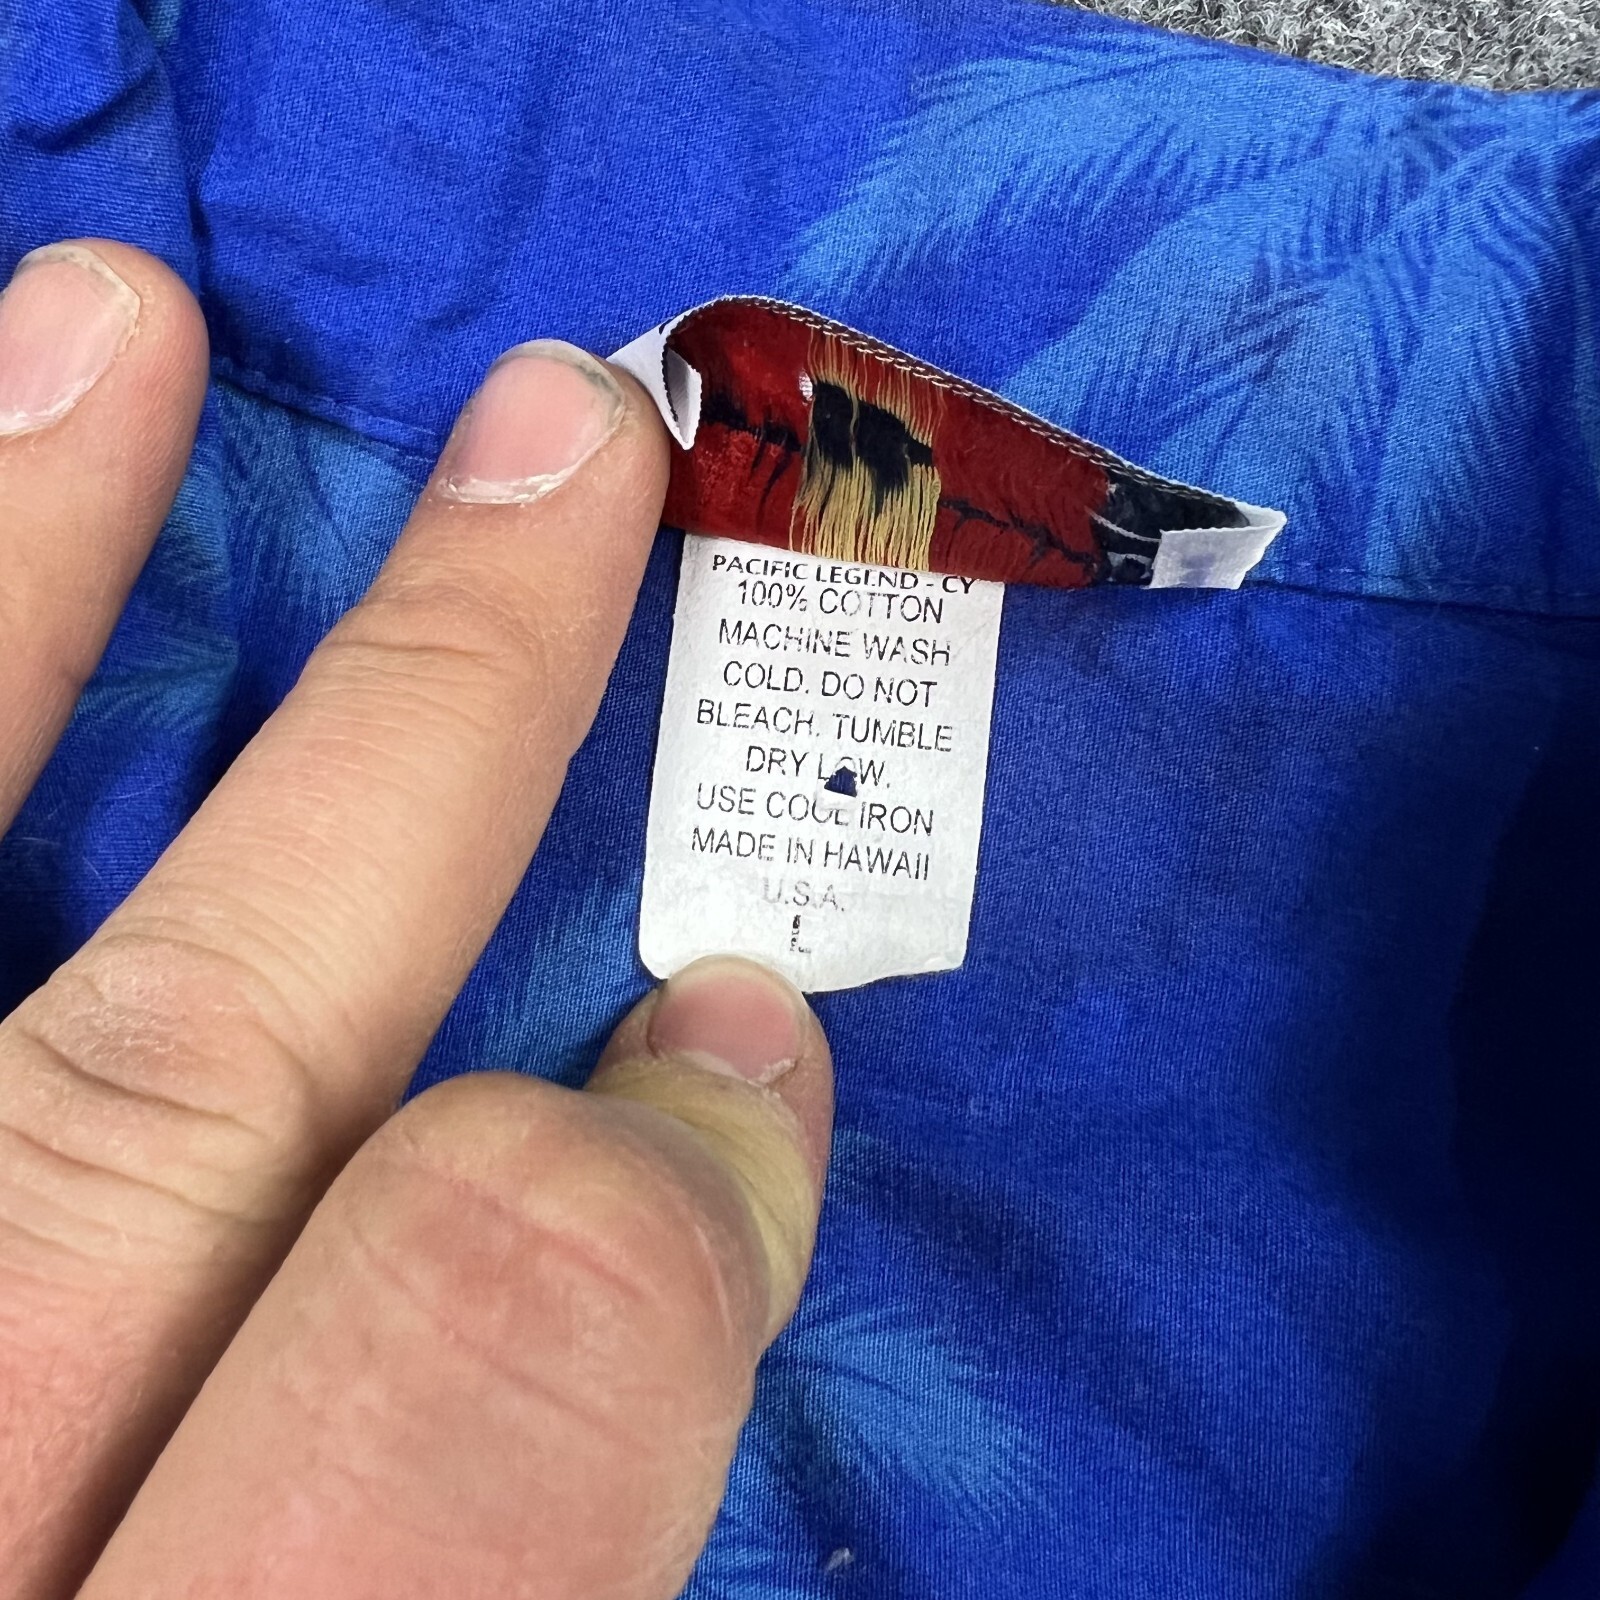 PACIFIC LEGEND - CY
100% COTTON
MACHINE WASH
COLD. DO NOT
BLEACH. TUMBLE
DRY LOW.
USE COOL IRON
MADE IN HAWAII
U.S.A.
L